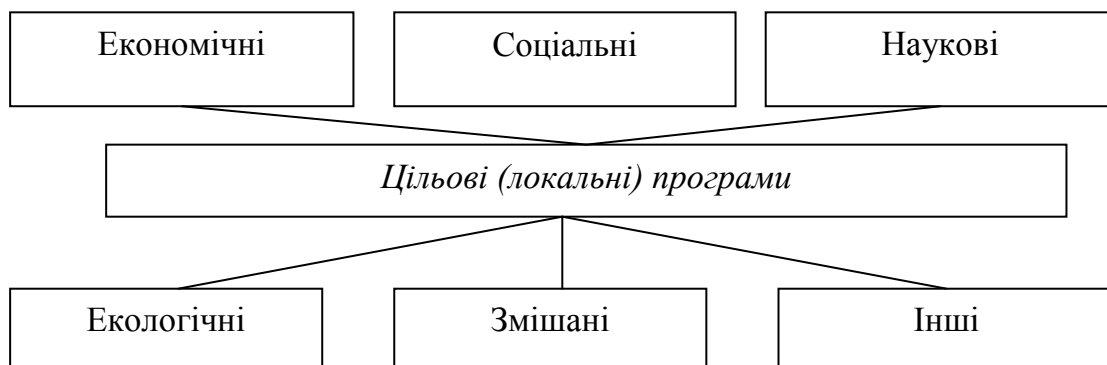 Економічні
Соціальні
Наукові
Цільові (локальні) програми
Екологічні
Змішані
Інші